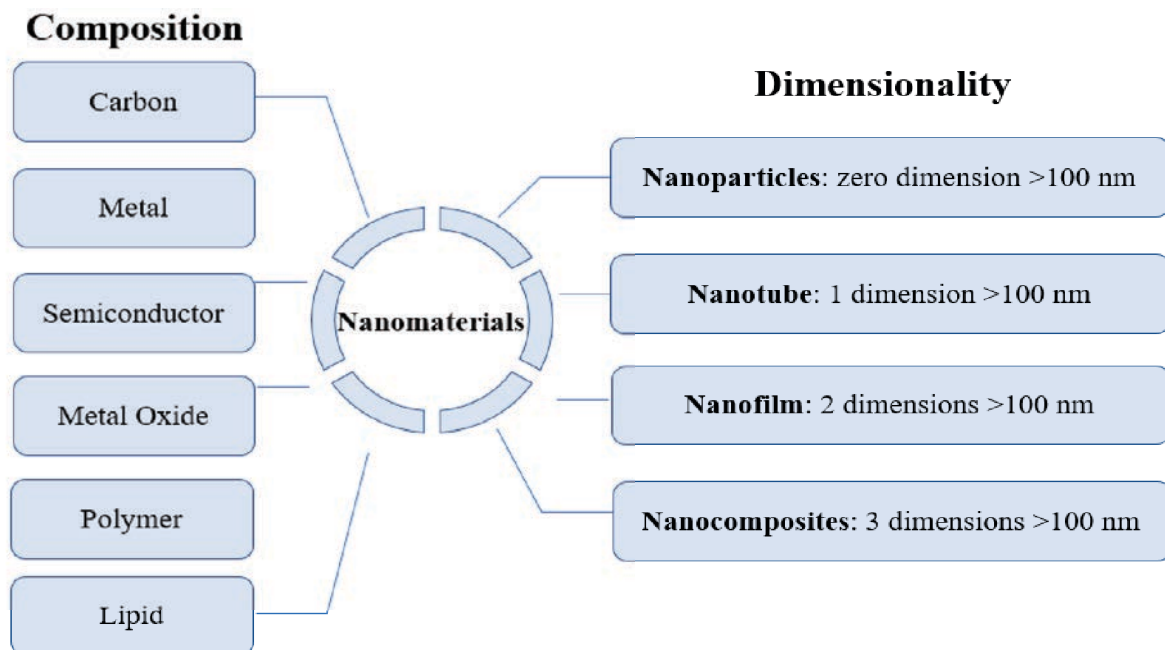 Composition
Carbon
Metal
Semiconductor
Metal Oxide
Polymer
Lipid
Nanomaterials
Dimensionality
Nanoparticles: zero dimension >100 nm
Nanotube: 1 dimension >100 nm
Nanofilm: 2 dimensions >100 nm
Nanocomposites: 3 dimensions >100 nm